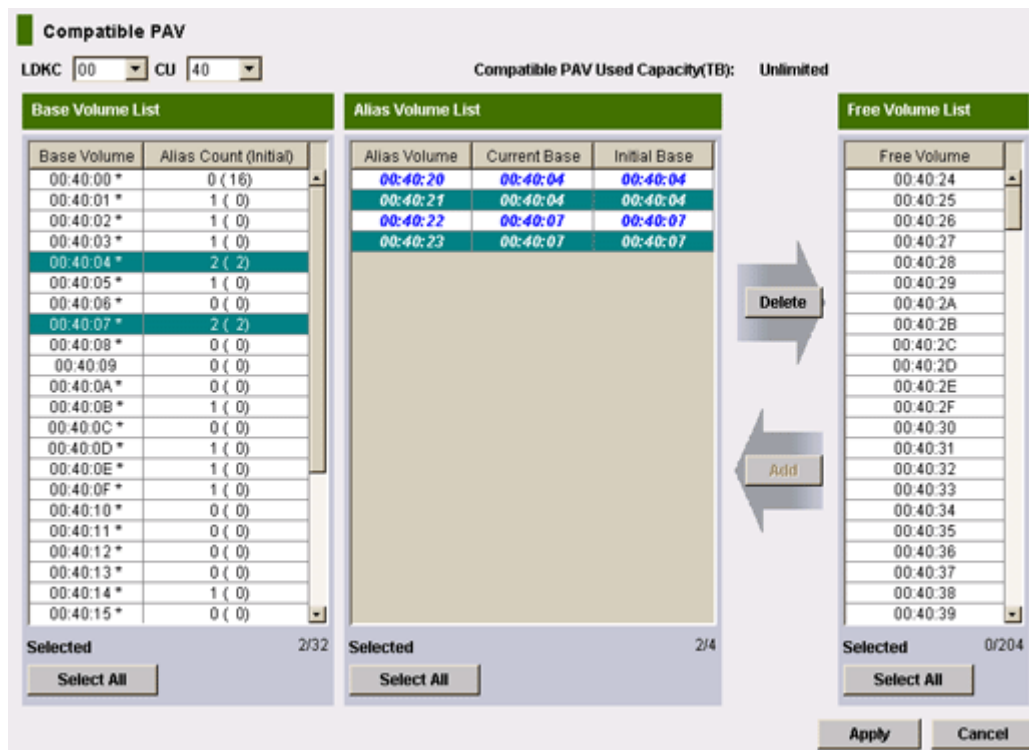 Compatible PAV
LDKC 00 CU 40 Compatible PAV Used Capacity(TB): Unlimited
Base Volume List
Base Volume Alias Count (Initial)
00:40:00 * 0 ( 16)
00:40:01 * 1 ( 0)
00:40:02 * 1 ( 0)
00:40:03 * 1 ( 0)
00:40:04 * 2 ( 2)
00:40:05 * 1 ( 0)
00:40:06 * 0 ( 0)
00:40:07 * 2 ( 2)
00:40:08 * 0 ( 0)
00:40:09 0 ( 0)
00:40:0A * 0 ( 0)
00:40:0B * 1 ( 0)
00:40:0C * 0 ( 0)
00:40:0D * 1 ( 0)
00:40:0E * 1 ( 0)
00:40:0F * 1 ( 0)
00:40:10 * 0 ( 0)
00:40:11 * 0 ( 0)
00:40:12 * 0 ( 0)
00:40:13 * 0 ( 0)
00:40:14 * 1 ( 0)
00:40:15 * 0 ( 0)
Selected 2/32
Select All
Alias Volume List
Alias Volume Current Base Initial Base
00:40:20 00:40:04 00:40:04
00:40:21 00:40:04 00:40:04
00:40:22 00:40:07 00:40:07
00:40:23 00:40:07 00:40:07
Selected 2/4
Select All
Delete
Add
Free Volume List
Free Volume
00:40:24
00:40:25
00:40:26
00:40:27
00:40:28
00:40:29
00:40:2A
00:40:2B
00:40:2C
00:40:2D
00:40:2E
00:40:2F
00:40:30
00:40:31
00:40:32
00:40:33
00:40:34
00:40:35
00:40:36
00:40:37
00:40:38
00:40:39
Selected 0/204
Select All
Apply Cancel